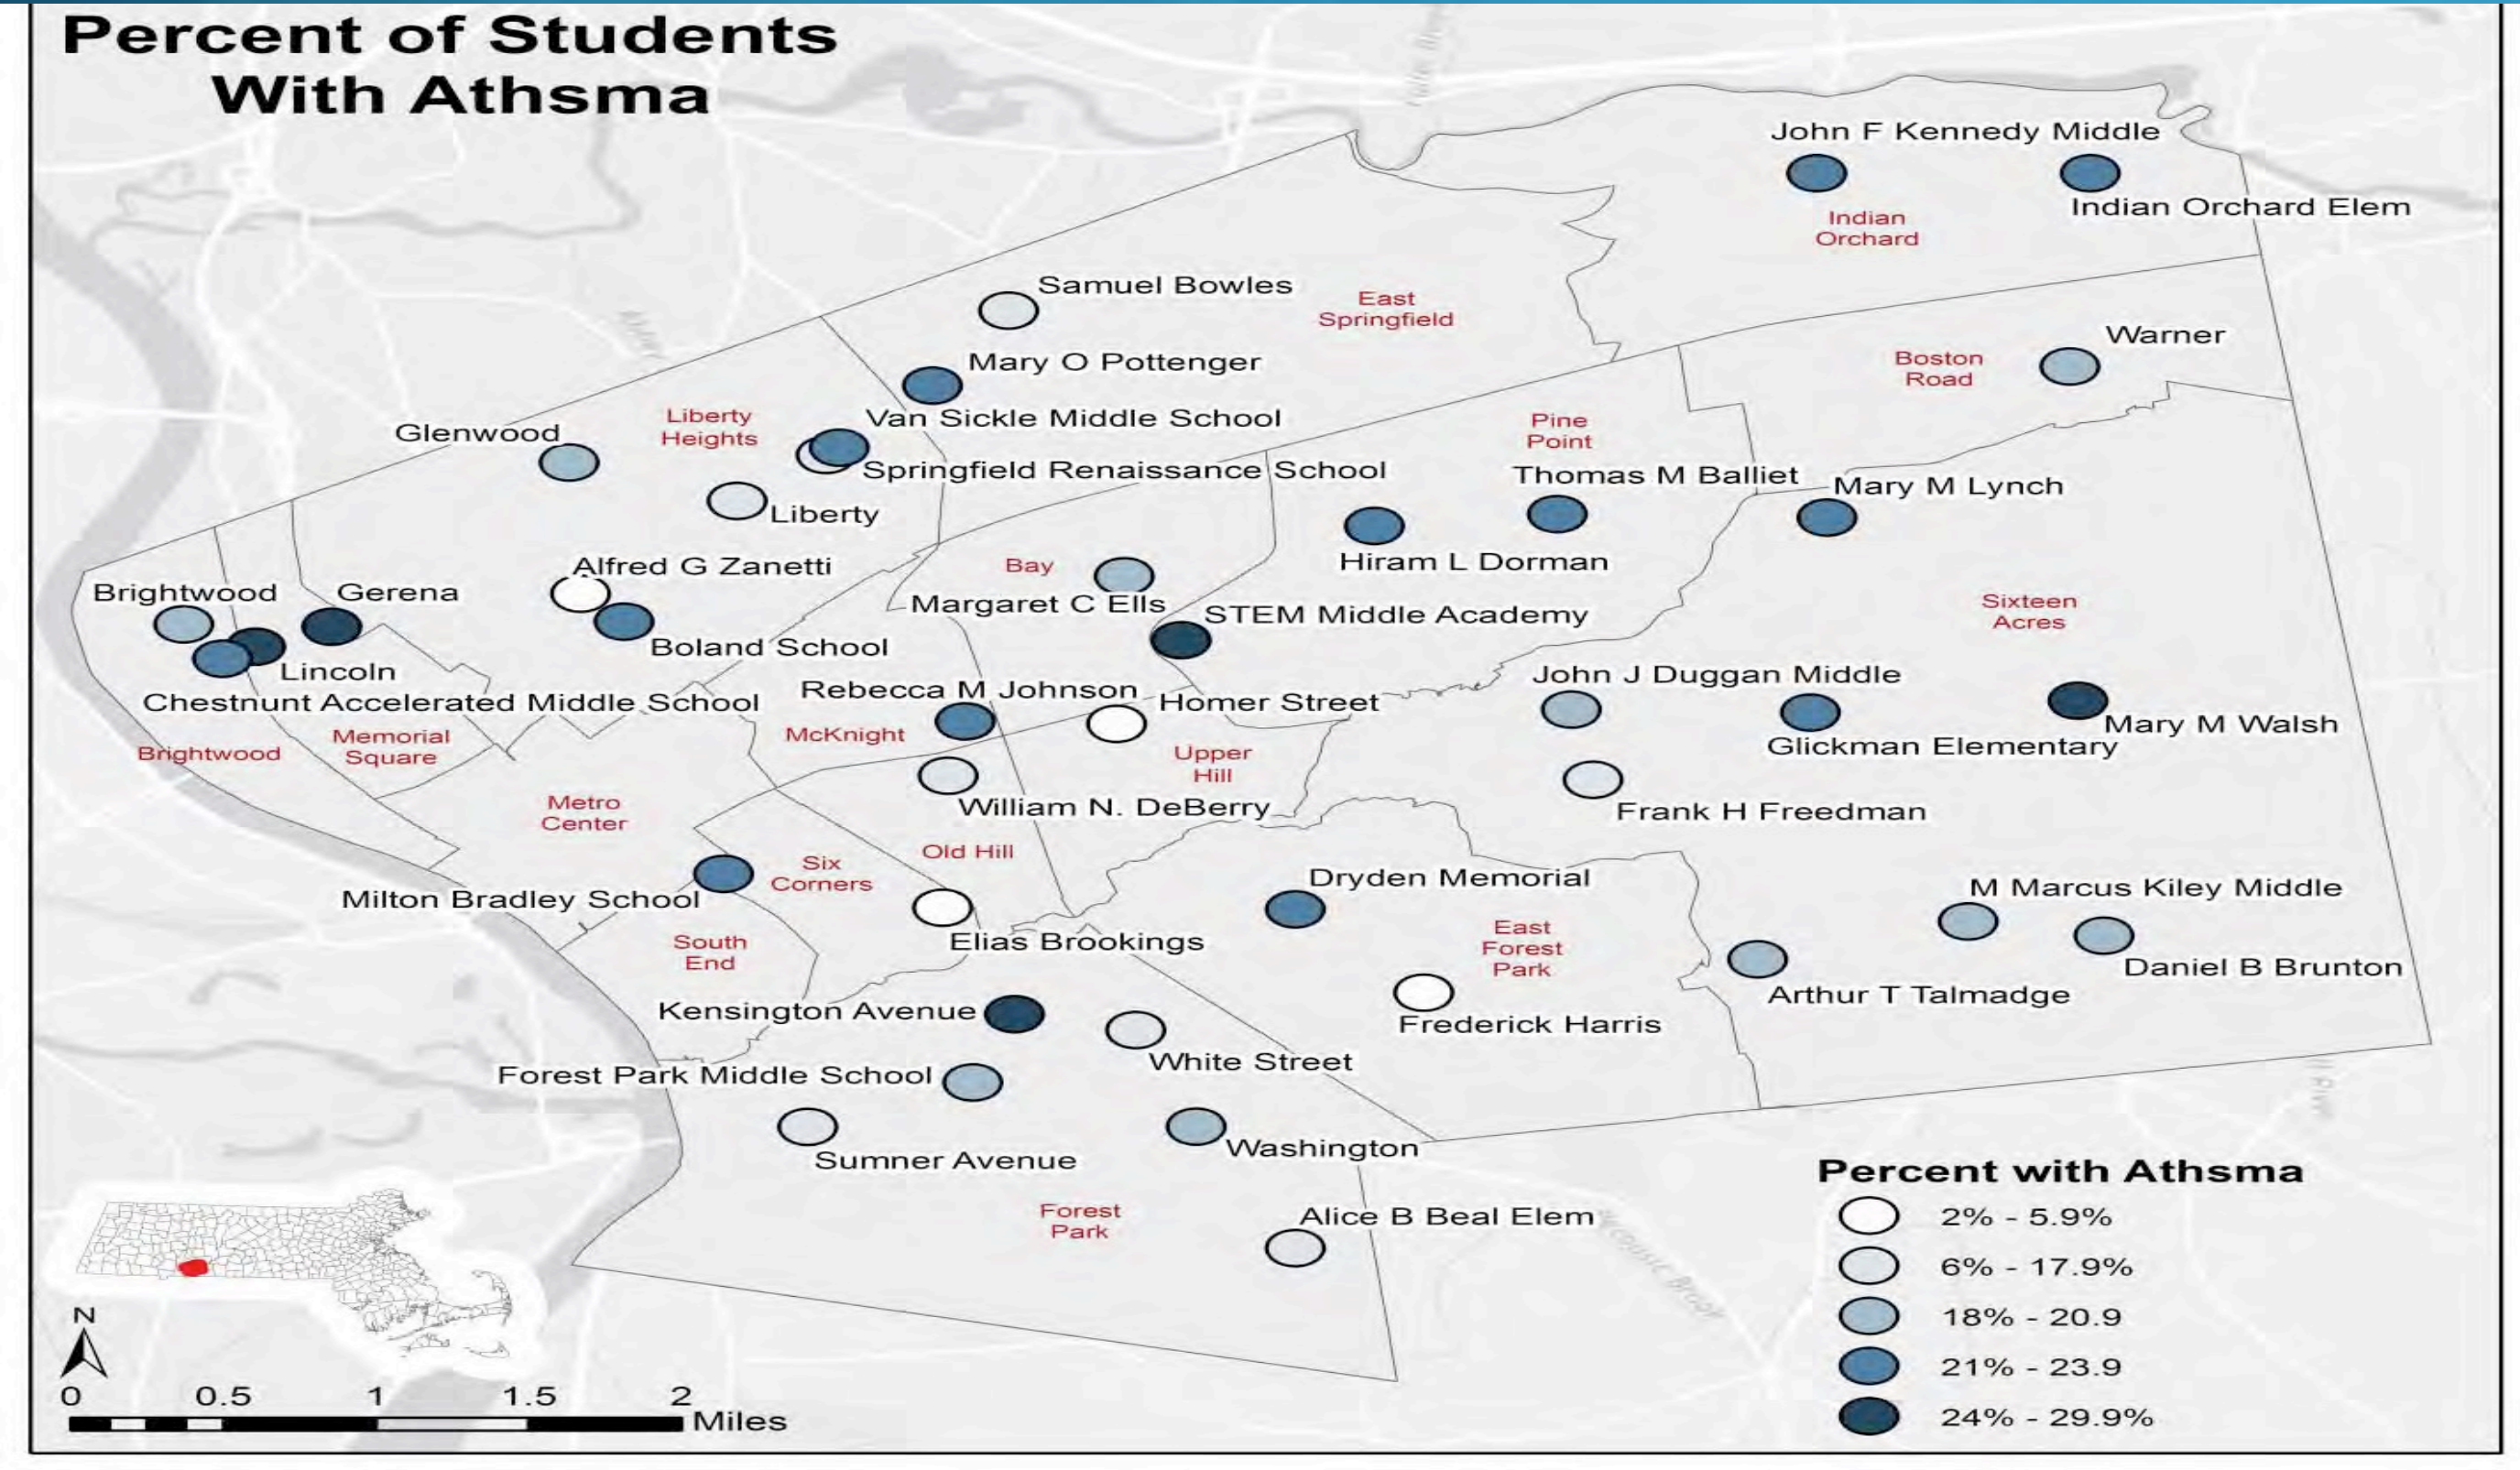 Percent of Students
With Athsma
John F Kennedy Middle
Indian Orchard Elem
Indian
Orchard
Samuel Bowles
East
Springfield
Warner
Boston
Road
Mary O Pottenger
Liberty
Heights
Van Sickle Middle School
Glenwood
Springfield Renaissance School
Pine
Point
Thomas M Balliet
Mary M Lynch
Liberty
Hiram L Dorman
Alfred G Zanetti
Bay
Brightwood
Gerena
Margaret C Ells
STEM Middle Academy
Sixteen
Acres
Boland School
Lincoln
Chestnunt Accelerated Middle School
Rebecca M Johnson
Homer Street
John J Duggan Middle
Mary M Walsh
Glickman Elementary
Brightwood
Memorial
Square
McKnight
Upper
Hill
William N. DeBerry
Frank H Freedman
Metro
Center
Six
Corners
Old Hill
Milton Bradley School
Dryden Memorial
M Marcus Kiley Middle
South
End
Elias Brookings
East
Forest
Park
Daniel B Brunton
Arthur T Talmadge
Kensington Avenue
Frederick Harris
White Street
Forest Park Middle School
Washington
Sumner Avenue
Forest
Park
Alice B Beal Elem
Percent with Athsma
2% - 5.9%
6% - 17.9%
18% - 20.9
21% - 23.9
24% - 29.9%
N
0 0.5 1 1.5 2
Miles